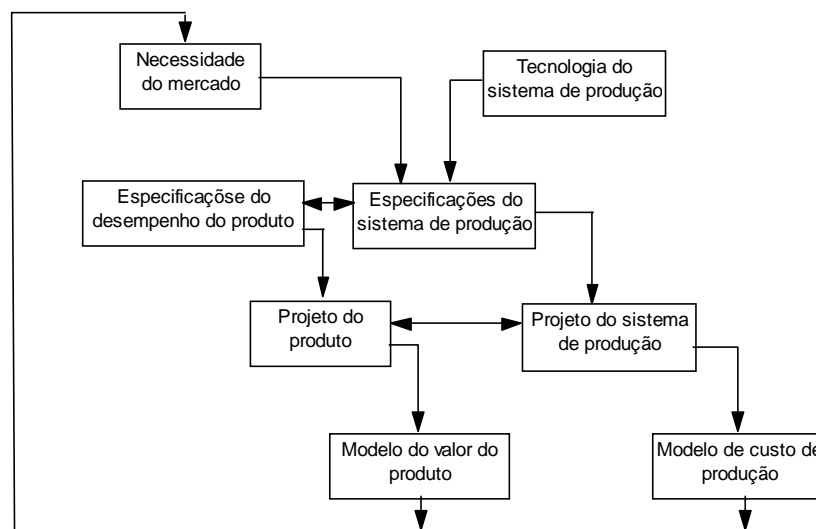 Necessidade
do mercado
Tecnologia do
sistema de produção
Especificaçõse do
desempenho do produto
Especificações do
sistema de produção
Projeto do
produto
Projeto do sistema
de produção
Modelo do valor do
produto
Modelo de custo de
produção